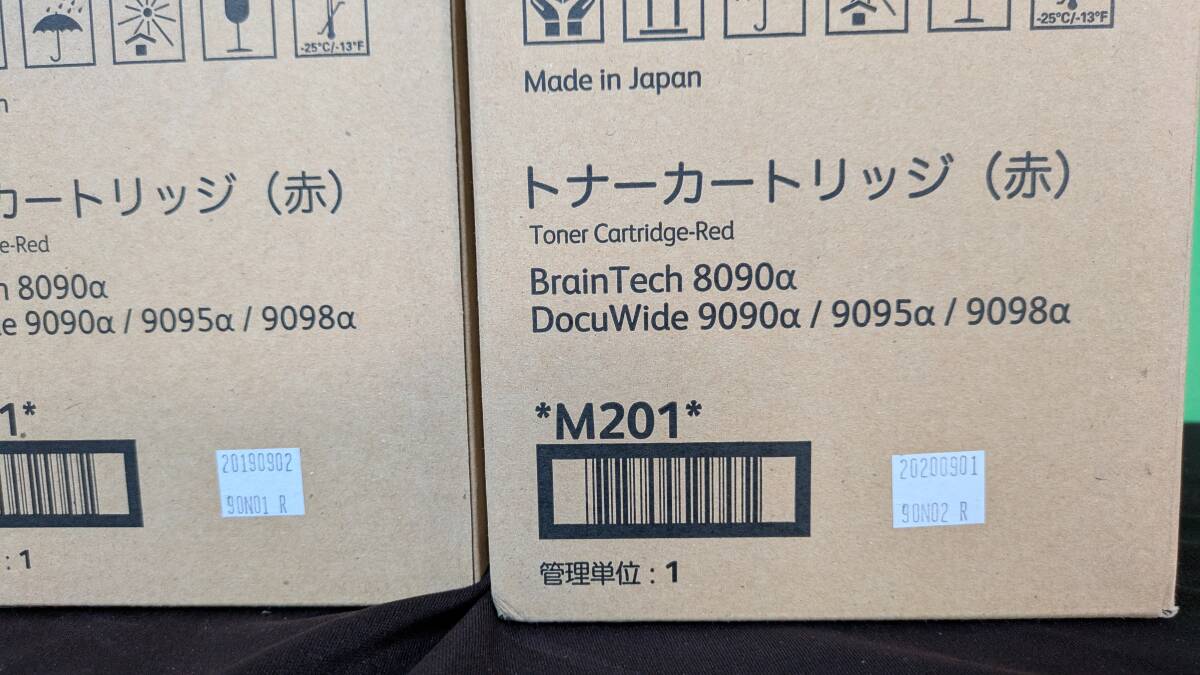 -25°C/-13°F
n
カートリッジ（赤）
e-Red
n 8090α
e 9090α / 9095α / 9098α
1*
20190902
90N01 R
: 1
-25°C/-13°F
Made in Japan
トナーカートリッジ（赤）
Toner Cartridge-Red
BrainTech 8090α
DocuWide 9090α / 9095α / 9098α
*M201*
20200901
90N02 R
管理単位 : 1